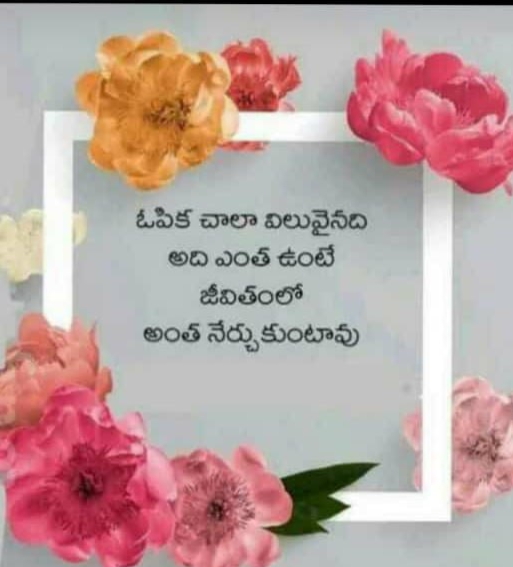 ఓపిక చాలా విలువైనది
అది ఎంత ఉంటే
జీవితంలో
అంత నేర్చుకుంటావు